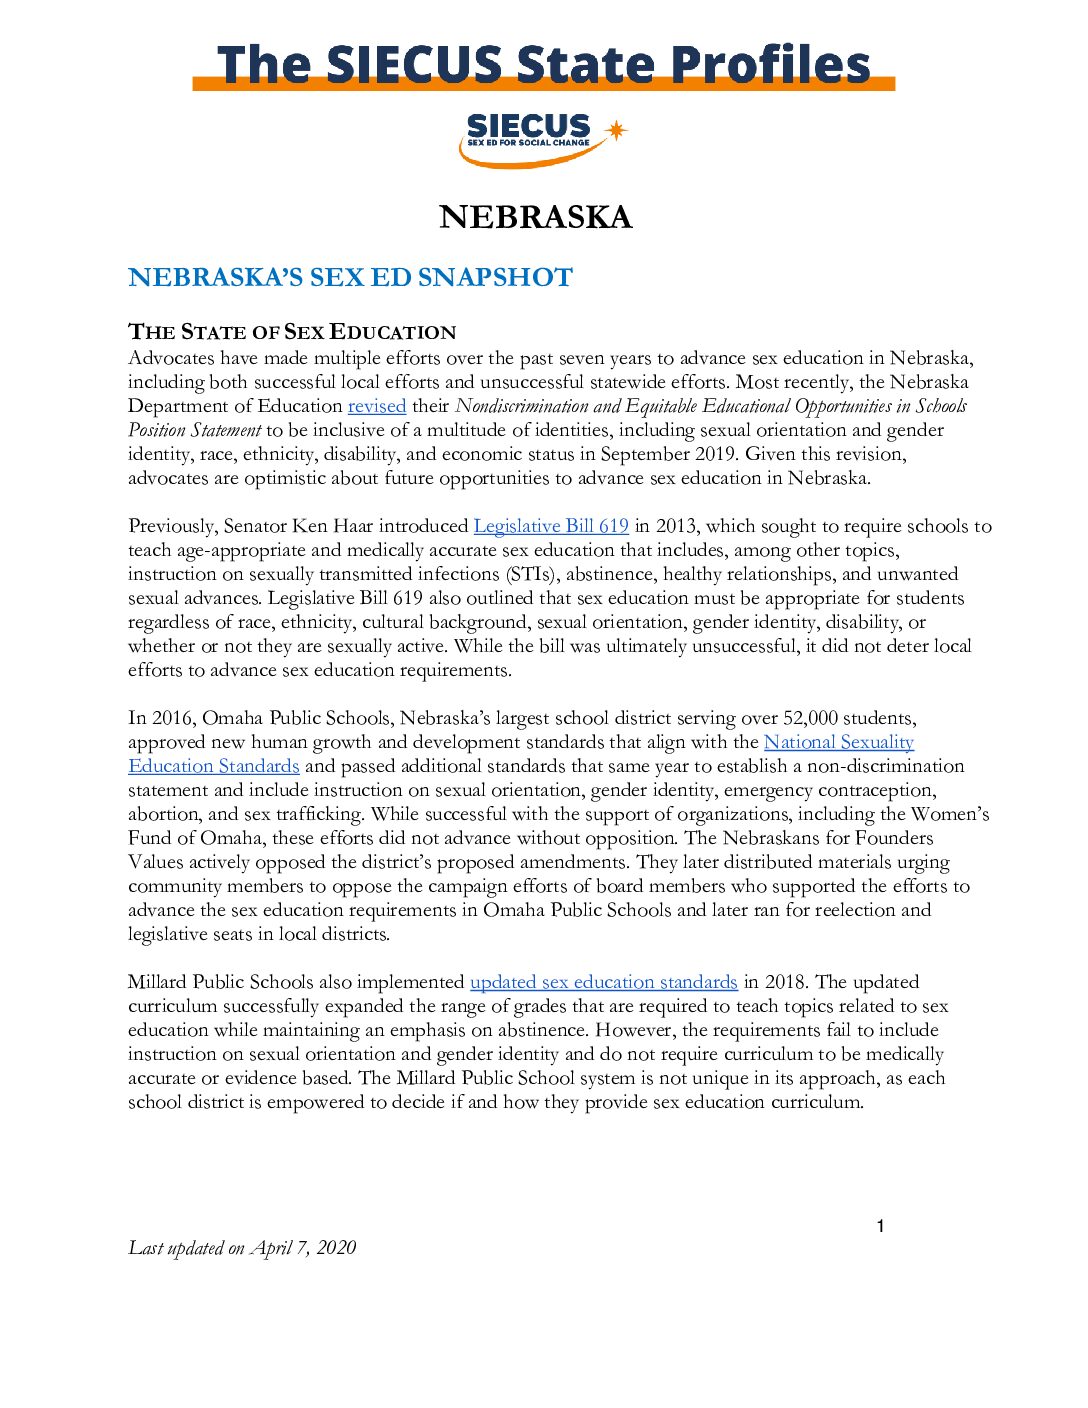 The SIECUS State Profiles
SIECUS
SEX ED FOR SOCIAL CHANGE
NEBRASKA
NEBRASKA’S SEX ED SNAPSHOT
THE STATE OF SEX EDUCATION
Advocates have made multiple efforts over the past seven years to advance sex education in Nebraska,
including both successful local efforts and unsuccessful statewide efforts. Most recently, the Nebraska
Department of Education revised their Nondiscrimination and Equitable Educational Opportunities in Schools
Position Statement to be inclusive of a multitude of identities, including sexual orientation and gender
identity, race, ethnicity, disability, and economic status in September 2019. Given this revision,
advocates are optimistic about future opportunities to advance sex education in Nebraska.
Previously, Senator Ken Haar introduced Legislative Bill 619 in 2013, which sought to require schools to
teach age-appropriate and medically accurate sex education that includes, among other topics,
instruction on sexually transmitted infections (STIs), abstinence, healthy relationships, and unwanted
sexual advances. Legislative Bill 619 also outlined that sex education must be appropriate for students
regardless of race, ethnicity, cultural background, sexual orientation, gender identity, disability, or
whether or not they are sexually active. While the bill was ultimately unsuccessful, it did not deter local
efforts to advance sex education requirements.
In 2016, Omaha Public Schools, Nebraska’s largest school district serving over 52,000 students,
approved new human growth and development standards that align with the National Sexuality
Education Standards and passed additional standards that same year to establish a non-discrimination
statement and include instruction on sexual orientation, gender identity, emergency contraception,
abortion, and sex trafficking. While successful with the support of organizations, including the Women’s
Fund of Omaha, these efforts did not advance without opposition. The Nebraskans for Founders
Values actively opposed the district’s proposed amendments. They later distributed materials urging
community members to oppose the campaign efforts of board members who supported the efforts to
advance the sex education requirements in Omaha Public Schools and later ran for reelection and
legislative seats in local districts.
Millard Public Schools also implemented updated sex education standards in 2018. The updated
curriculum successfully expanded the range of grades that are required to teach topics related to sex
education while maintaining an emphasis on abstinence. However, the requirements fail to include
instruction on sexual orientation and gender identity and do not require curriculum to be medically
accurate or evidence based. The Millard Public School system is not unique in its approach, as each
school district is empowered to decide if and how they provide sex education curriculum.
1
Last updated on April 7, 2020